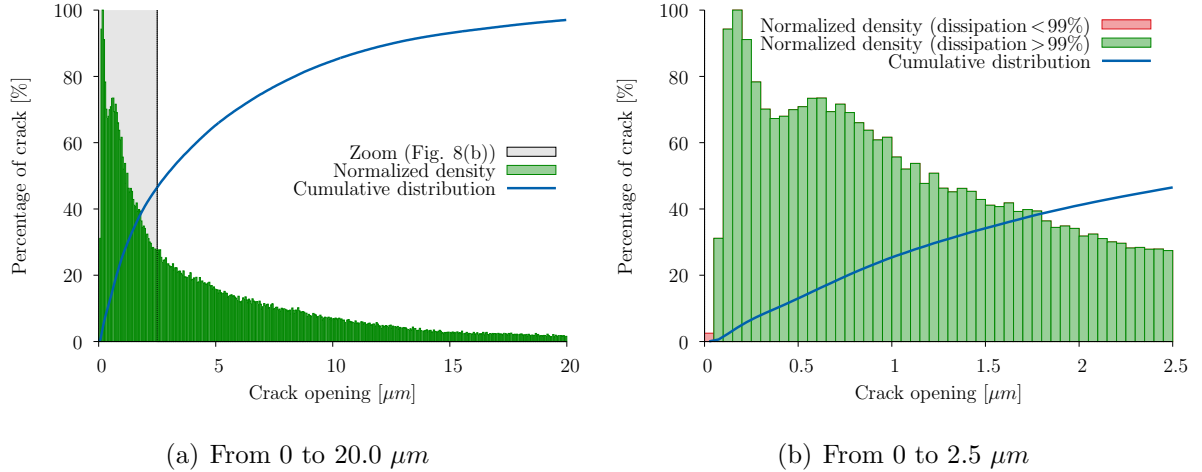 100
80
60
40
20
0
Percentage of crack [%]
Zoom (Fig. 8(b))
Normalized density
Cumulative distribution
0 5 10 15 20
Crack opening [μm]
(a) From 0 to 20.0 μm
100
80
60
40
20
0
Percentage of crack [%]
Normalized density (dissipation < 99%)
Normalized density (dissipation > 99%)
Cumulative distribution
0 0.5 1 1.5 2 2.5
Crack opening [μm]
(b) From 0 to 2.5 μm